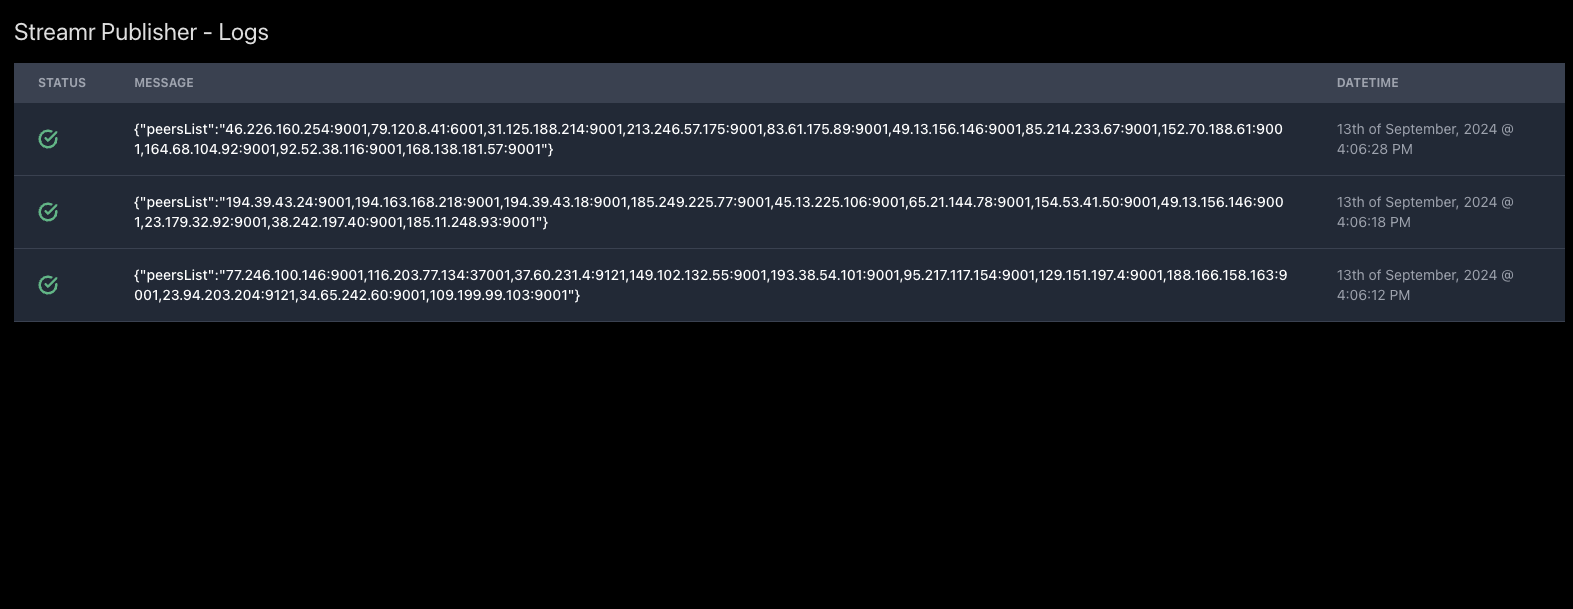 Streamr Publisher - Logs
STATUS MESSAGE DATETIME
{"peersList":"46.226.160.254:9001,79.120.8.41:6001,31.125.188.214:9001,213.246.57.175:9001,83.61.175.89:9001,49.13.156.146:9001,85.214.233.67:9001,152.70.188.61:900
1,164.68.104.92:9001,92.52.38.116:9001,168.138.181.57:9001"}
13th of September, 2024 @
4:06:28 PM
{"peersList":"194.39.43.24:9001,194.163.168.218:9001,194.39.43.18:9001,185.249.225.77:9001,45.13.225.106:9001,65.21.144.78:9001,154.53.41.50:9001,49.13.156.146:900
1,23.179.32.92:9001,38.242.197.40:9001,185.11.248.93:9001"}
13th of September, 2024 @
4:06:18 PM
{"peersList":"77.246.100.146:9001,116.203.77.134:37001,37.60.231.4:9121,149.102.132.55:9001,193.38.54.101:9001,95.217.117.154:9001,129.151.197.4:9001,188.166.158.163:9
001,23.94.203.204:9121,34.65.242.60:9001,109.199.99.103:9001"}
13th of September, 2024 @
4:06:12 PM